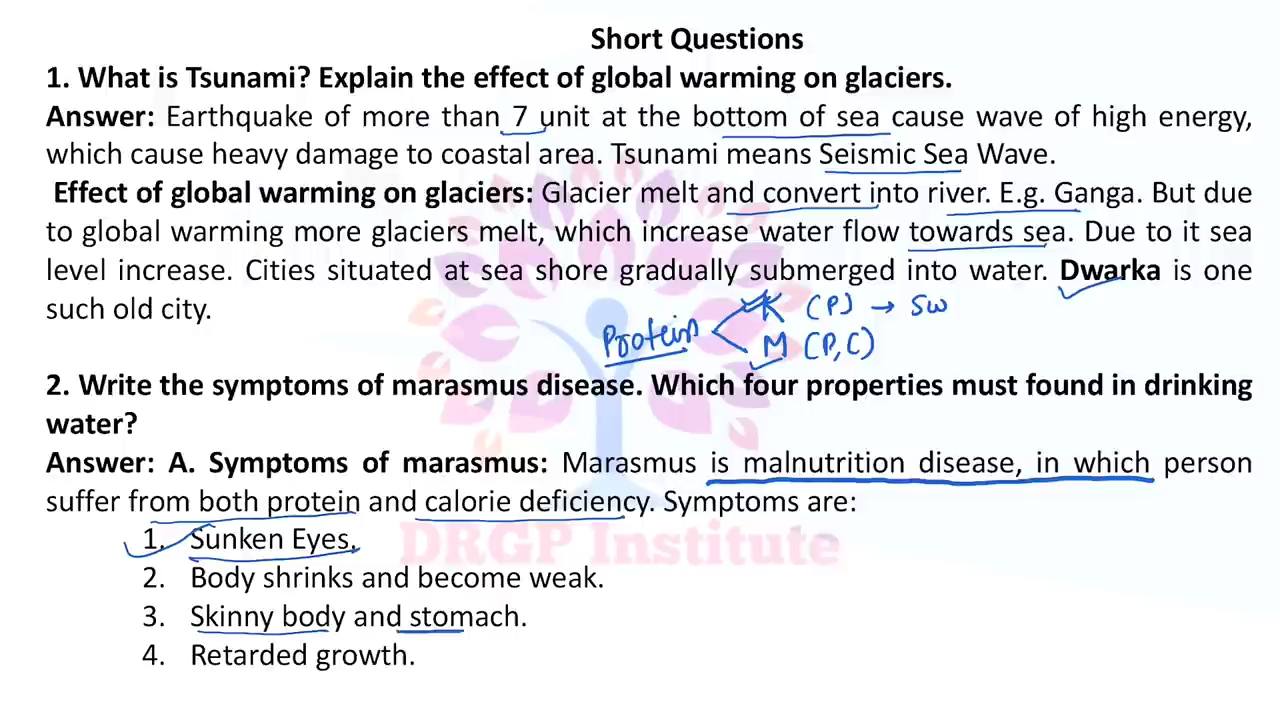 Short Questions
1. What is Tsunami? Explain the effect of global warming on glaciers.
Answer: Earthquake of more than 7 unit at the bottom of sea cause wave of high energy,
which cause heavy damage to coastal area. Tsunami means Seismic Sea Wave.
Effect of global warming on glaciers: Glacier melt and convert into river. E.g. Ganga. But due
to global warming more glaciers melt, which increase water flow towards sea. Due to it sea
level increase. Cities situated at sea shore gradually submerged into water. Dwarka is one
such old city.
Protein
K (P) → sw
M (P,C)
2. Write the symptoms of marasmus disease. Which four properties must found in drinking
water?
Answer: A. Symptoms of marasmus: Marasmus is malnutrition disease, in which person
suffer from both protein and calorie deficiency. Symptoms are:
1. Sunken Eyes.
DRGP Institute
2. Body shrinks and become weak.
3. Skinny body and stomach.
4. Retarded growth.